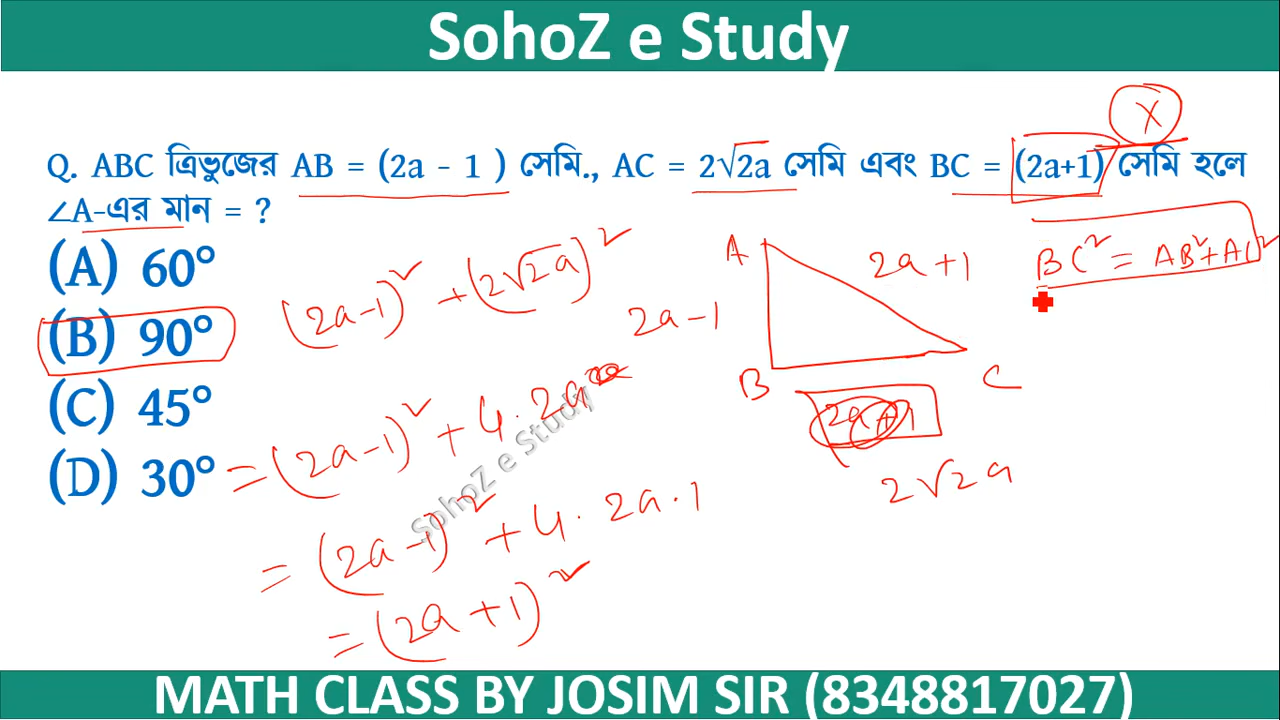 SohoZ e Study
X
Q. ABC ত্রিভুজের AB = (2a - 1 ) সেমি., AC = 2√2a সেমি এবং BC = (2a+1) সেমি হলে
∠A-এর মান = ?
(A) 60°
(B) 90°
(C) 45°
(D) 30°
(2a-1)² + (2√2a)²
= (2a-1)² + 4. 2a
= (2a-1)² + 4. 2a.1
= (2a+1)²
A
2a+1
2a-1
B
C
2√2a
BC² = AB²+AC²
SohoZ e Study
MATH CLASS BY JOSIM SIR (8348817027)